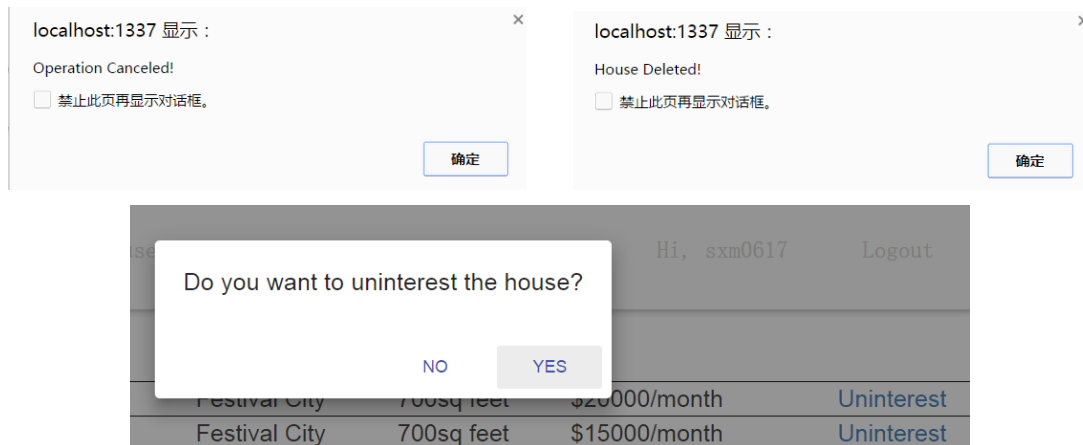 localhost:1337 显示：
Operation Canceled!
禁止此页再显示对话框。
确定
localhost:1337 显示：
House Deleted!
禁止此页再显示对话框。
确定
Hi, sxm0617 Logout
Do you want to uninterest the house?
NO YES
Festival City 700sq feet $20000/month Uninterest
Festival City 700sq feet $15000/month Uninterest